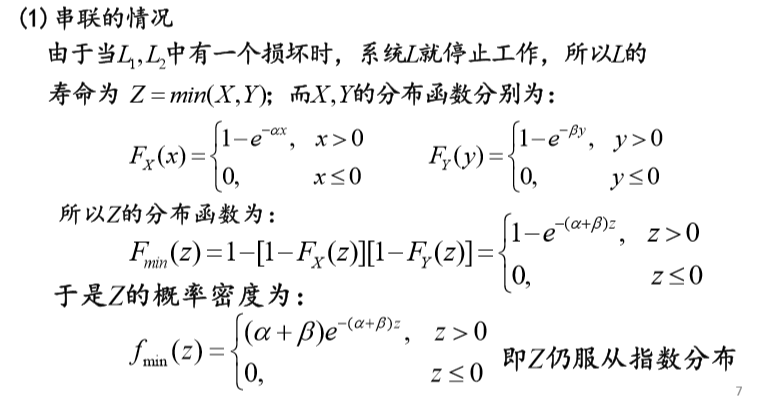 (1) 串联的情况
由于当L₁,L₂中有一个损坏时，系统L就停止工作，所以L的
寿命为 Z=min(X,Y)；而X,Y的分布函数分别为：
F_X(x)={1-e^{-αx}, x>0; 0, x≤0   F_Y(y)={1-e^{-βy}, y>0; 0, y≤0
所以Z的分布函数为：
F_{min}(z)=1-[1-F_X(z)][1-F_Y(z)]={1-e^{-(α+β)z}, z>0; 0, z≤0
于是Z的概率密度为：
f_{min}(z)={(α+β)e^{-(α+β)z}, z>0; 0, z≤0   即Z仍服从指数分布
7